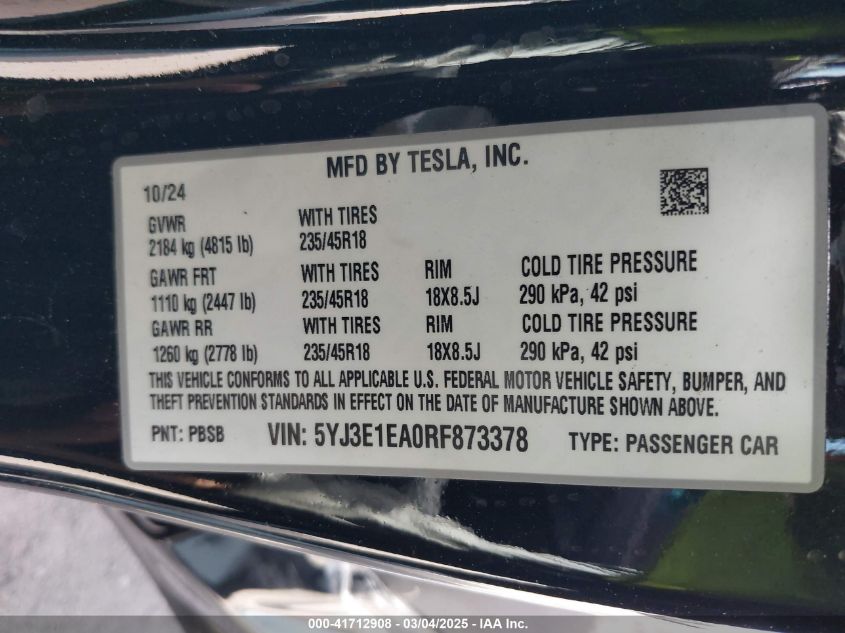 MFD BY TESLA, INC.
10/24
GVWR WITH TIRES
2184 kg (4815 lb) 235/45R18
GAWR FRT WITH TIRES RIM COLD TIRE PRESSURE
1110 kg (2447 lb) 235/45R18 18X8.5J 290 kPa, 42 psi
GAWR RR WITH TIRES RIM COLD TIRE PRESSURE
1260 kg (2778 lb) 235/45R18 18X8.5J 290 kPa, 42 psi
THIS VEHICLE CONFORMS TO ALL APPLICABLE U.S. FEDERAL MOTOR VEHICLE SAFETY, BUMPER, AND
THEFT PREVENTION STANDARDS IN EFFECT ON THE DATE OF MANUFACTURE SHOWN ABOVE.
PNT: PBSB VIN: 5YJ3E1EA0RF873378 TYPE: PASSENGER CAR
000-41712908 - 03/04/2025 - IAA Inc.